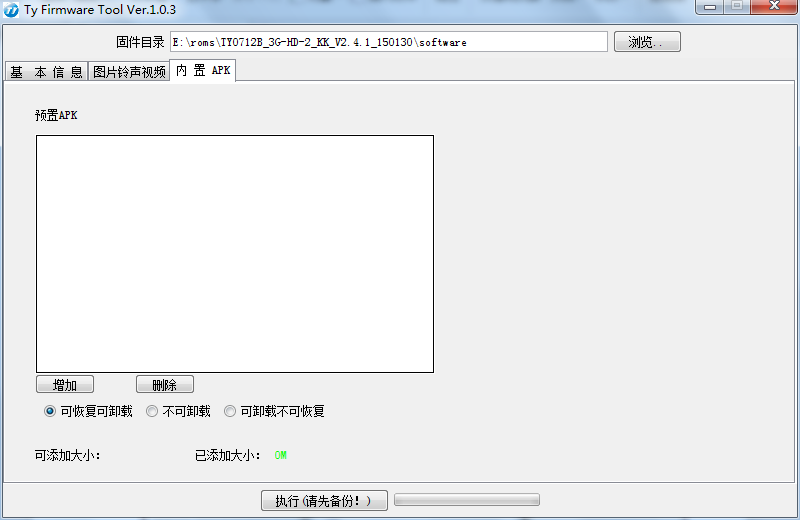 Ty Firmware Tool Ver.1.0.3
固件目录 E:\roms\TY0712B_3G-HD-2_KK_V2.4.1_150130\software 浏览..
基 本 信 息 图片铃声视频 内 置 APK
预置APK
增加 删除
可恢复可卸载 不可卸载 可卸载不可恢复
可添加大小: 已添加大小: 0M
执行(请先备份! )